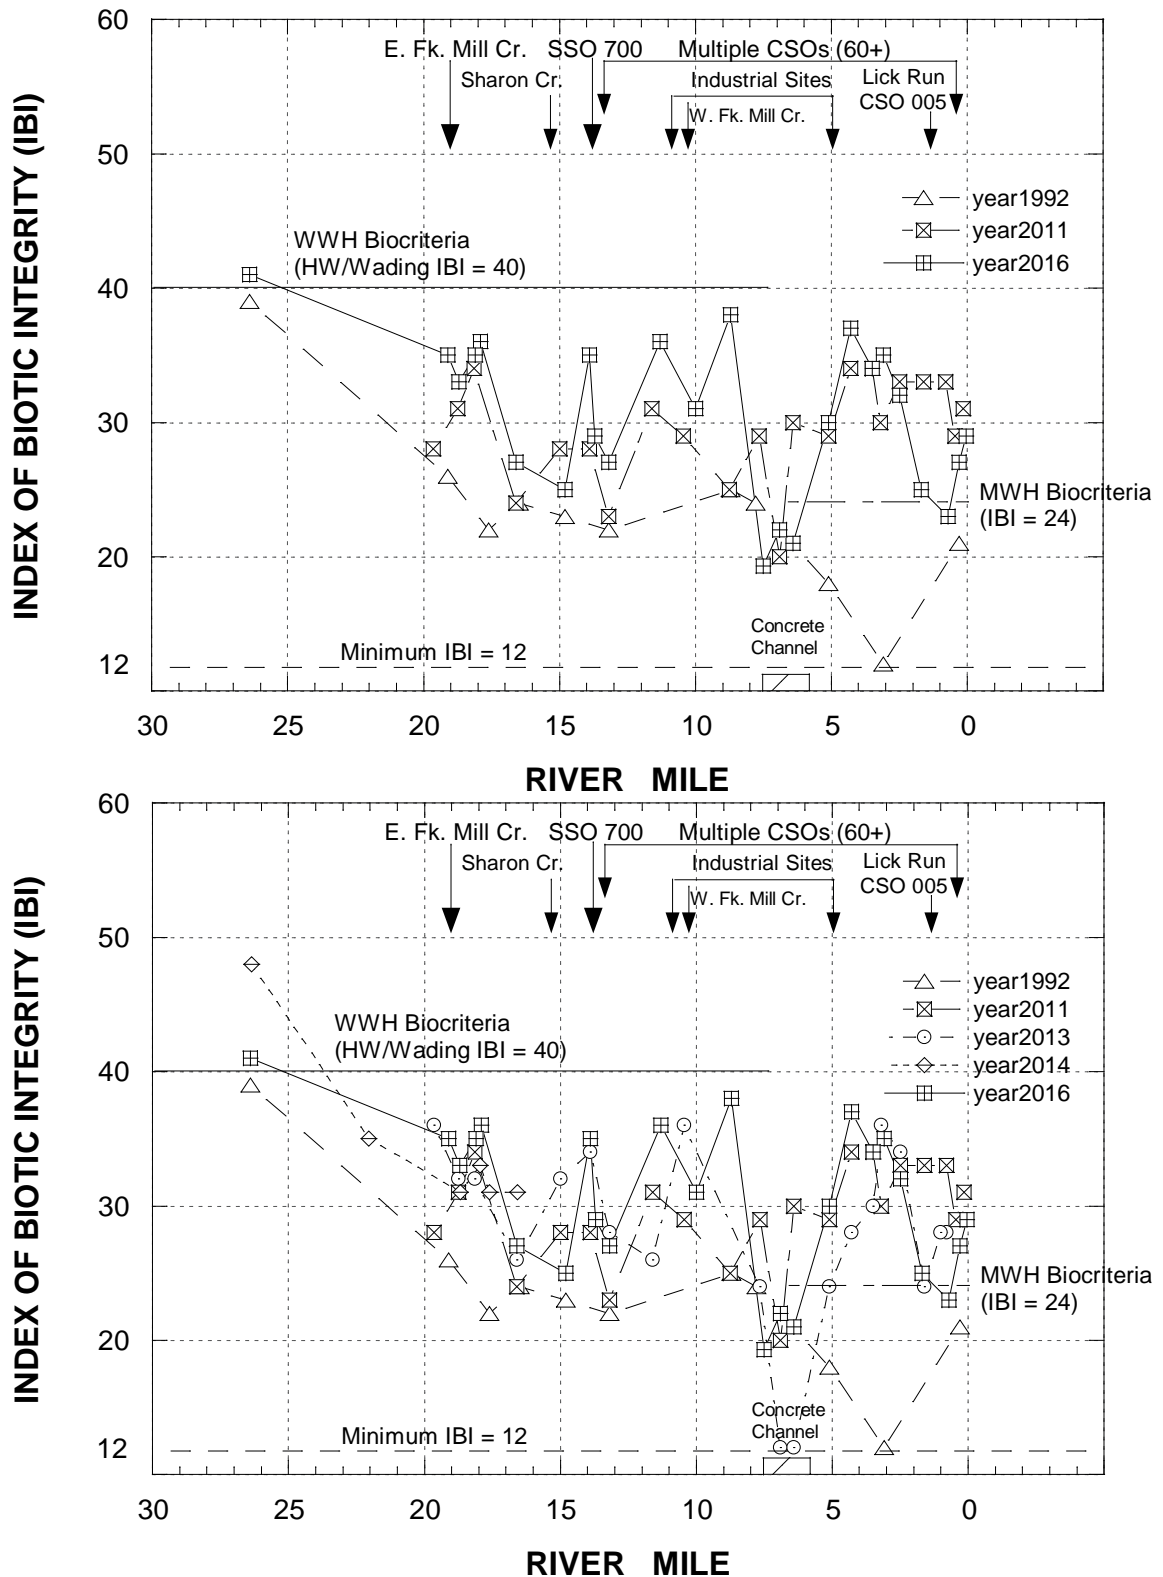 60
E. Fk. Mill Cr. SSO 700 Multiple CSOs (60+)
Sharon Cr. Industrial Sites Lick Run
W. Fk. Mill Cr. CSO 005
50
year1992
year2011
year2016
WWH Biocriteria
(HW/Wading IBI = 40)
40
30
MWH Biocriteria
(IBI = 24)
20
Concrete
Channel
Minimum IBI = 12
12
INDEX OF BIOTIC INTEGRITY (IBI)
30 25 20 15 10 5 0
RIVER MILE
60
E. Fk. Mill Cr. SSO 700 Multiple CSOs (60+)
Sharon Cr. Industrial Sites Lick Run
W. Fk. Mill Cr. CSO 005
50
year1992
year2011
year2013
year2014
year2016
WWH Biocriteria
(HW/Wading IBI = 40)
40
30
MWH Biocriteria
(IBI = 24)
20
Concrete
Channel
Minimum IBI = 12
12
INDEX OF BIOTIC INTEGRITY (IBI)
30 25 20 15 10 5 0
RIVER MILE